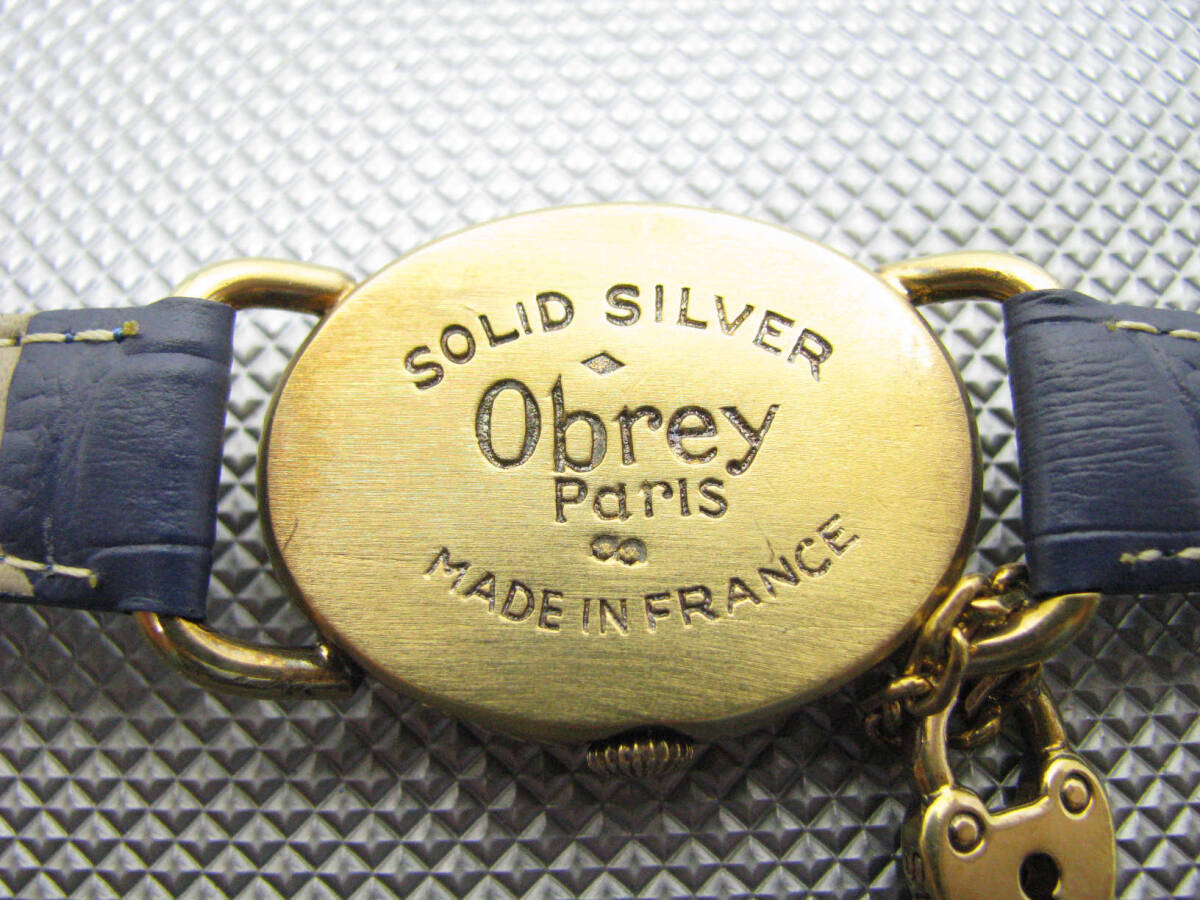 SOLID SILVER
Obrey
Paris
MADE IN FRANCE